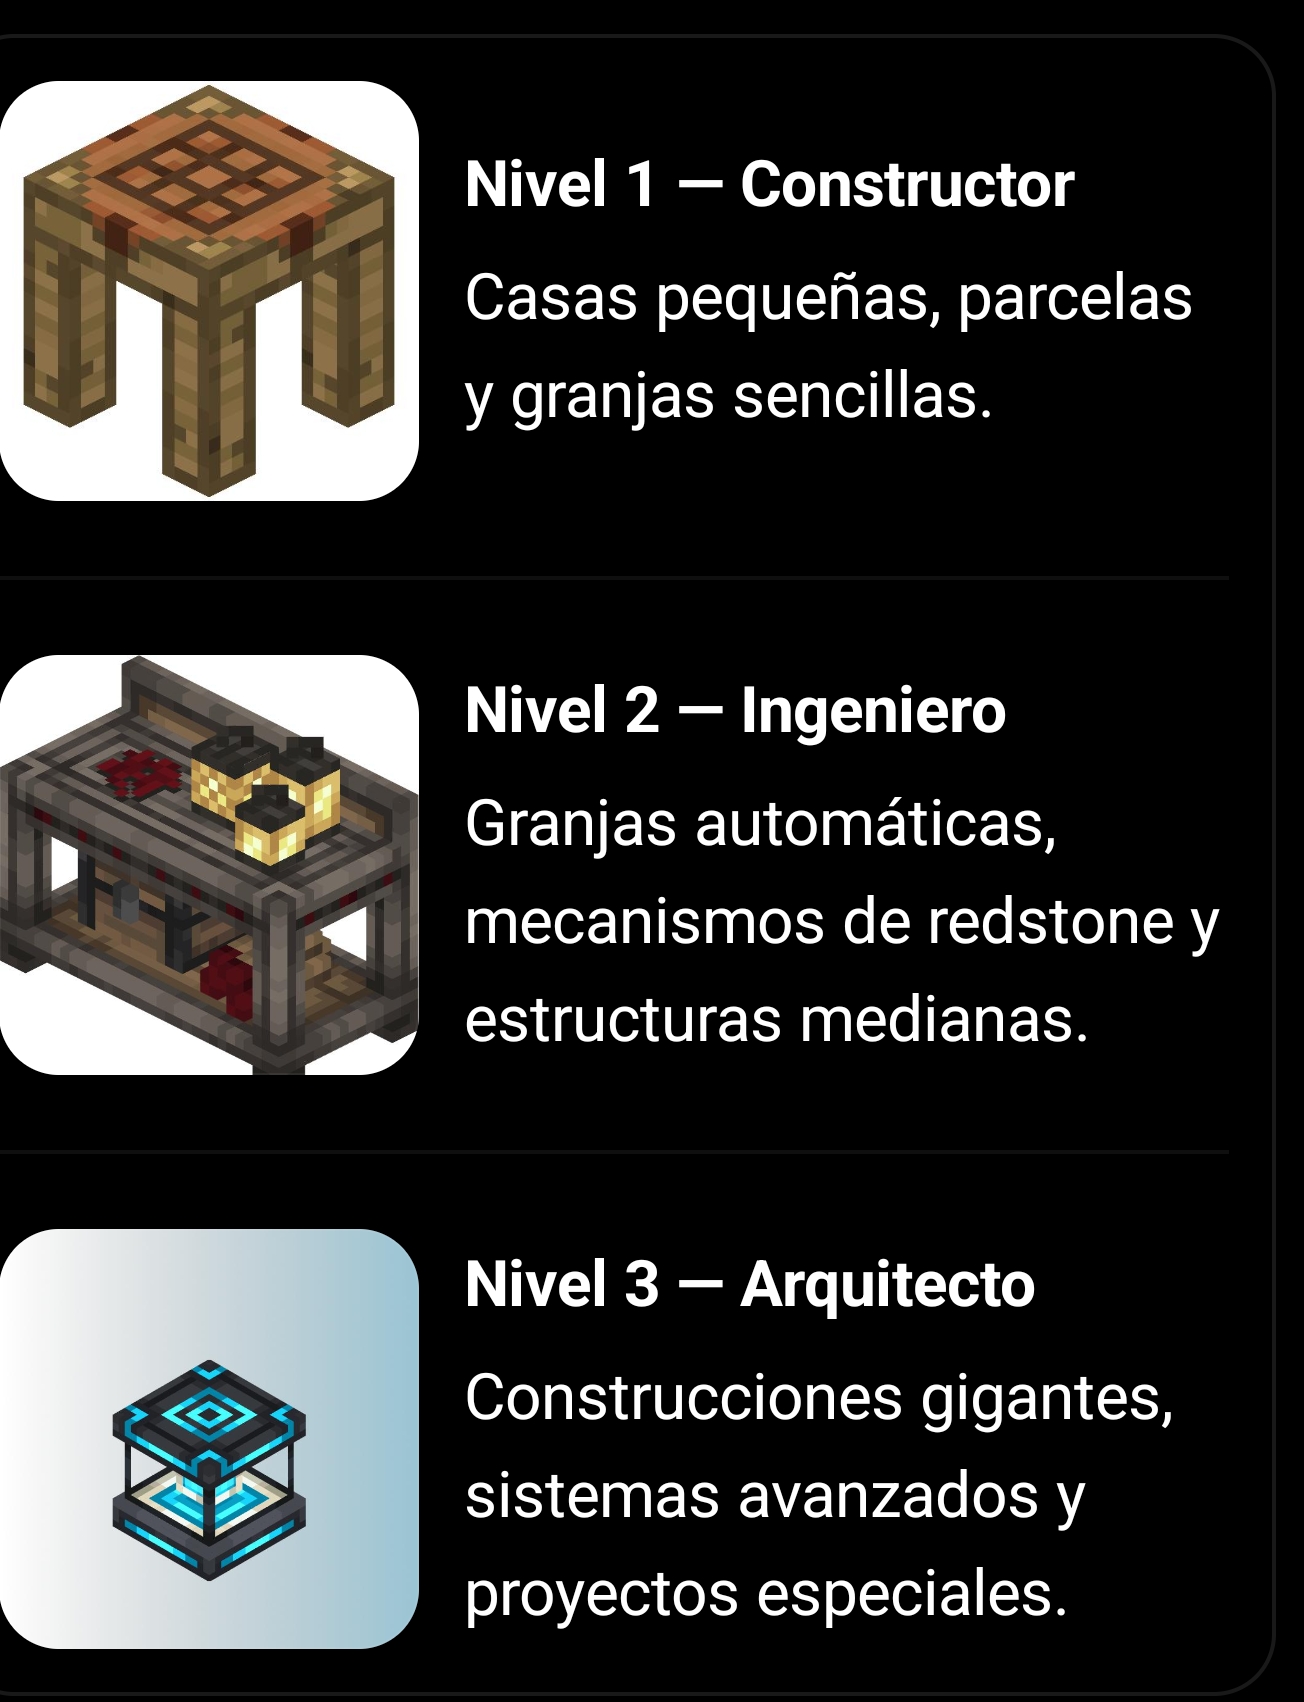 Nivel 1 — Constructor
Casas pequeñas, parcelas
y granjas sencillas.
Nivel 2 — Ingeniero
Granjas automáticas,
mecanismos de redstone y
estructuras medianas.
Nivel 3 — Arquitecto
Construcciones gigantes,
sistemas avanzados y
proyectos especiales.